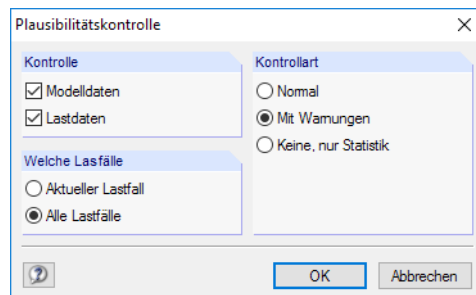 Plausibilitätskontrolle
Kontrolle
Modelldaten
Lastdaten
Welche Lasfälle
Aktueller Lastfall
Alle Lastfälle
Kontrollart
Normal
Mit Warnungen
Keine, nur Statistik
OK
Abbrechen